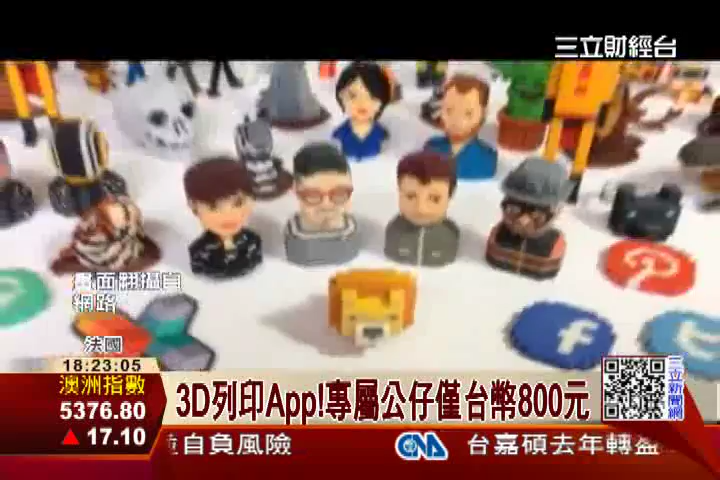 三立財經台
畫面翻攝自
網路
法國
18:23:05
澳洲指數
5376.80
▲17.10
3D列印App!專屬公仔僅台幣800元
三立新聞網
自負風險
CNA
台嘉碩去年轉盈